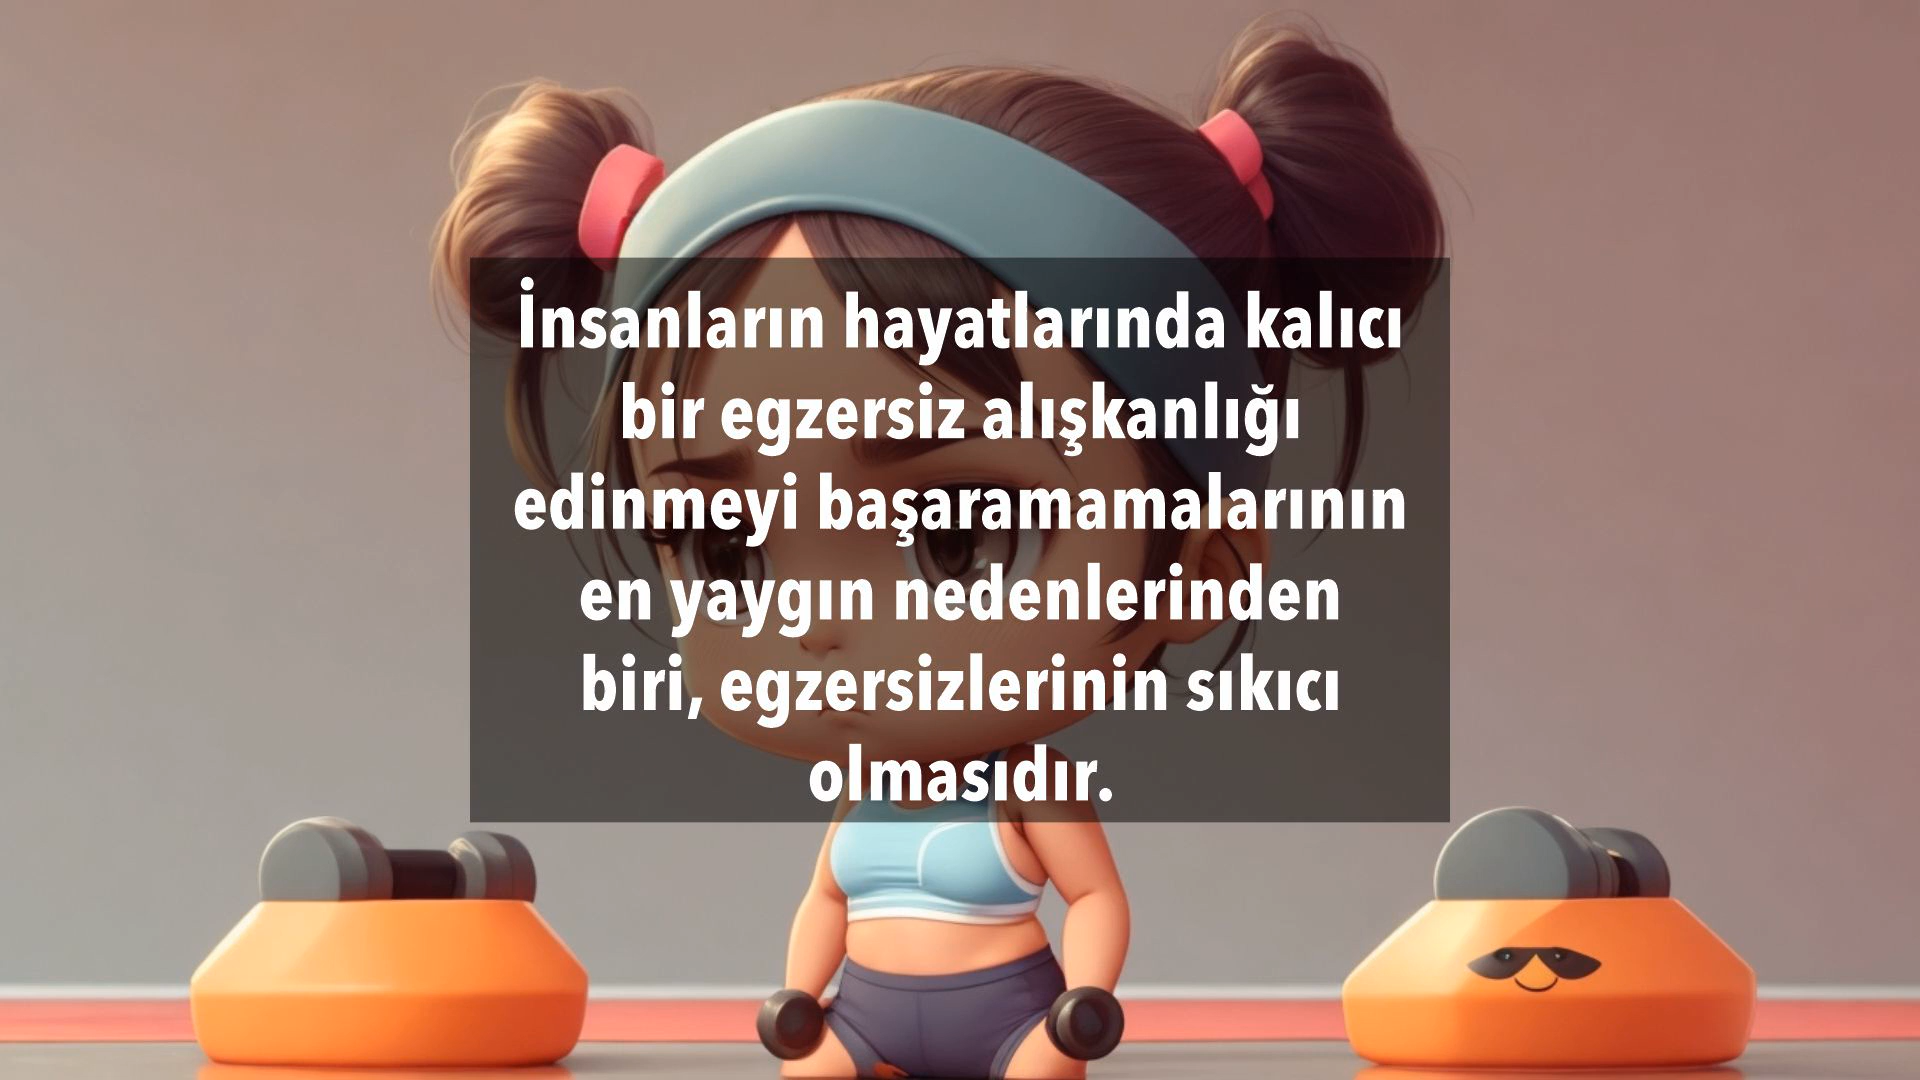 İnsanların hayatlarında kalıcı
bir egzersiz alışkanlığı
edinmeyi başaramamalarının
en yaygın nedenlerinden
biri, egzersizlerinin sıkıcı
olmasıdır.